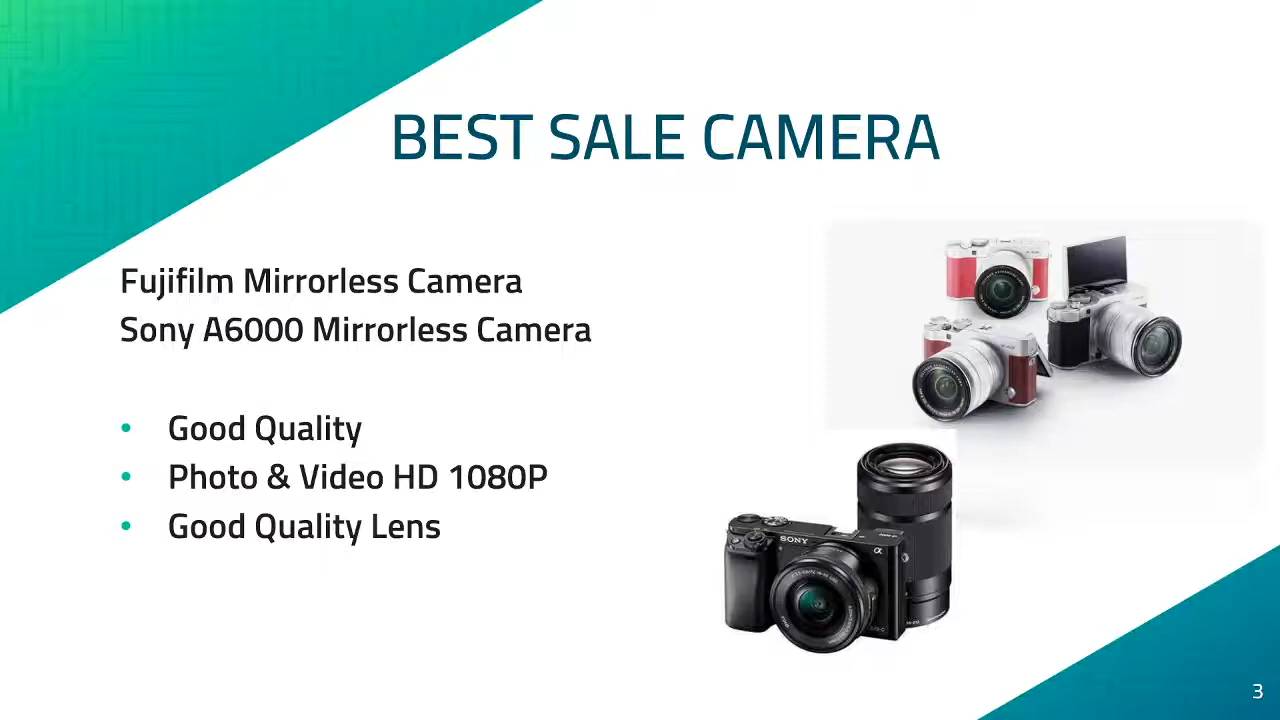 BEST SALE CAMERA
Fujifilm Mirrorless Camera
Sony A6000 Mirrorless Camera
• Good Quality
• Photo & Video HD 1080P
• Good Quality Lens
SONY
α
3